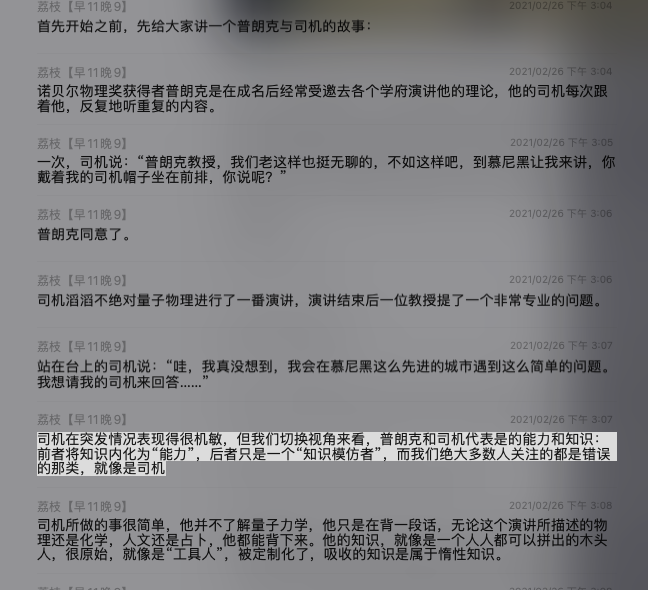 荔枝【早11晚9】 2021/02/26 下午 3:04
首先开始之前，先给大家讲一个普朗克与司机的故事：
荔枝【早11晚9】 2021/02/26 下午 3:04
诺贝尔物理奖获得者普朗克是在成名后经常受邀去各个学府演讲他的理论，他的司机每次跟
着他，反复地听重复的内容。
荔枝【早11晚9】 2021/02/26 下午 3:05
一次，司机说：“普朗克教授，我们老这样也挺无聊的，不如这样吧，到慕尼黑让我来讲，你
戴着我的司机帽子坐在前排，你说呢？”
荔枝【早11晚9】 2021/02/26 下午 3:06
普朗克同意了。
荔枝【早11晚9】 2021/02/26 下午 3:06
司机滔滔不绝对量子物理进行了一番演讲，演讲结束后一位教授提了一个非常专业的问题。
荔枝【早11晚9】 2021/02/26 下午 3:07
站在台上的司机说：“哇，我真没想到，我会在慕尼黑这么先进的城市遇到这么简单的问题。
我想请我的司机来回答......”
荔枝【早11晚9】 2021/02/26 下午 3:07
司机在突发情况表现得很机敏，但我们切换视角来看，普朗克和司机代表是的能力和知识：
前者将知识内化为“能力”，后者只是一个“知识模仿者”，而我们绝大多数人关注的都是错误
的那类，就像是司机
荔枝【早11晚9】 2021/02/26 下午 3:08
司机所做的事很简单，他并不了解量子力学，他只是在背一段话，无论这个演讲所描述的物
理还是化学，人文还是占卜，他都能背下来。他的知识，就像是一个人人都可以拼出的木头
人，很原始，就像是“工具人”，被定制化了，吸收的知识是属于惰性知识。